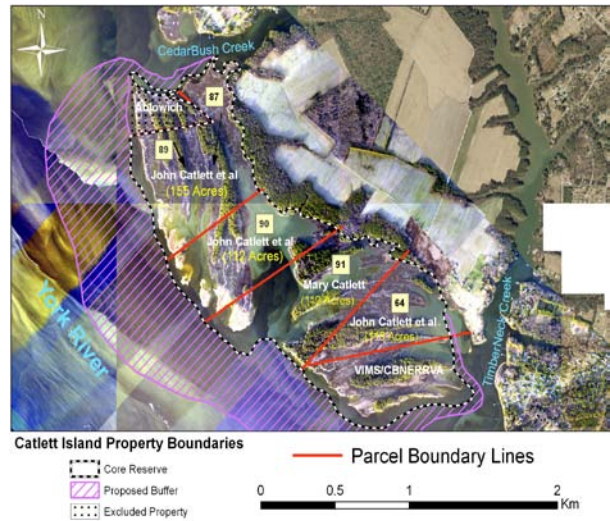 CedarBush Creek
87
Ablowich
89
John Catlett et al
(155 Acres)
90
John Catlett et al
(112 Acres)
91
Mary Catlett
64
John Catlett et al
VIMS/CBNERRVA
York River
TimberNeck Creek
Catlett Island Property Boundaries
Core Reserve
Proposed Buffer
Excluded Property
Parcel Boundary Lines
0 0.5 1 2
Km